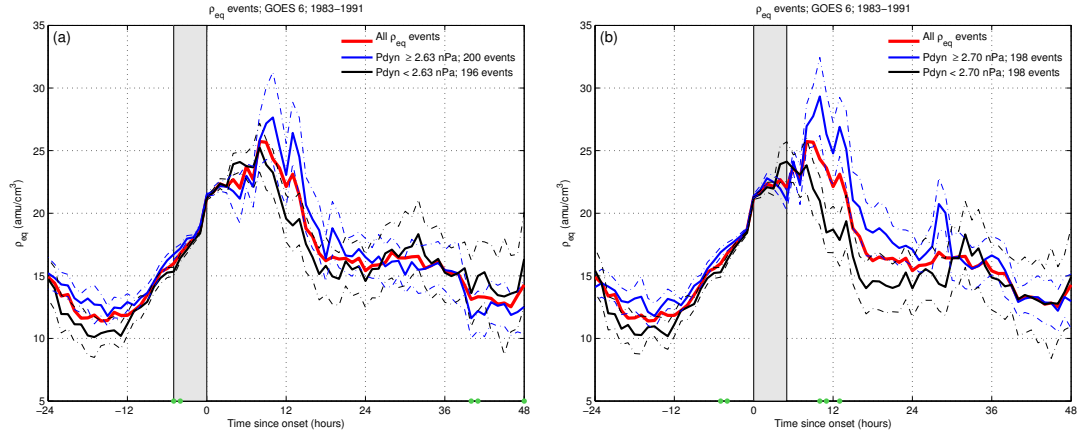 ρeq events; GOES 6; 1983−1991
(a)
All ρeq events
Pdyn ≥ 2.63 nPa; 200 events
Pdyn < 2.63 nPa; 196 events
ρeq (amu/cm³)
35
30
25
20
15
10
5
−24 −12 0 12 24 36 48
Time since onset (hours)
ρeq events; GOES 6; 1983−1991
(b)
All ρeq events
Pdyn ≥ 2.70 nPa; 198 events
Pdyn < 2.70 nPa; 198 events
ρeq (amu/cm³)
35
30
25
20
15
10
5
−24 −12 0 12 24 36 48
Time since onset (hours)